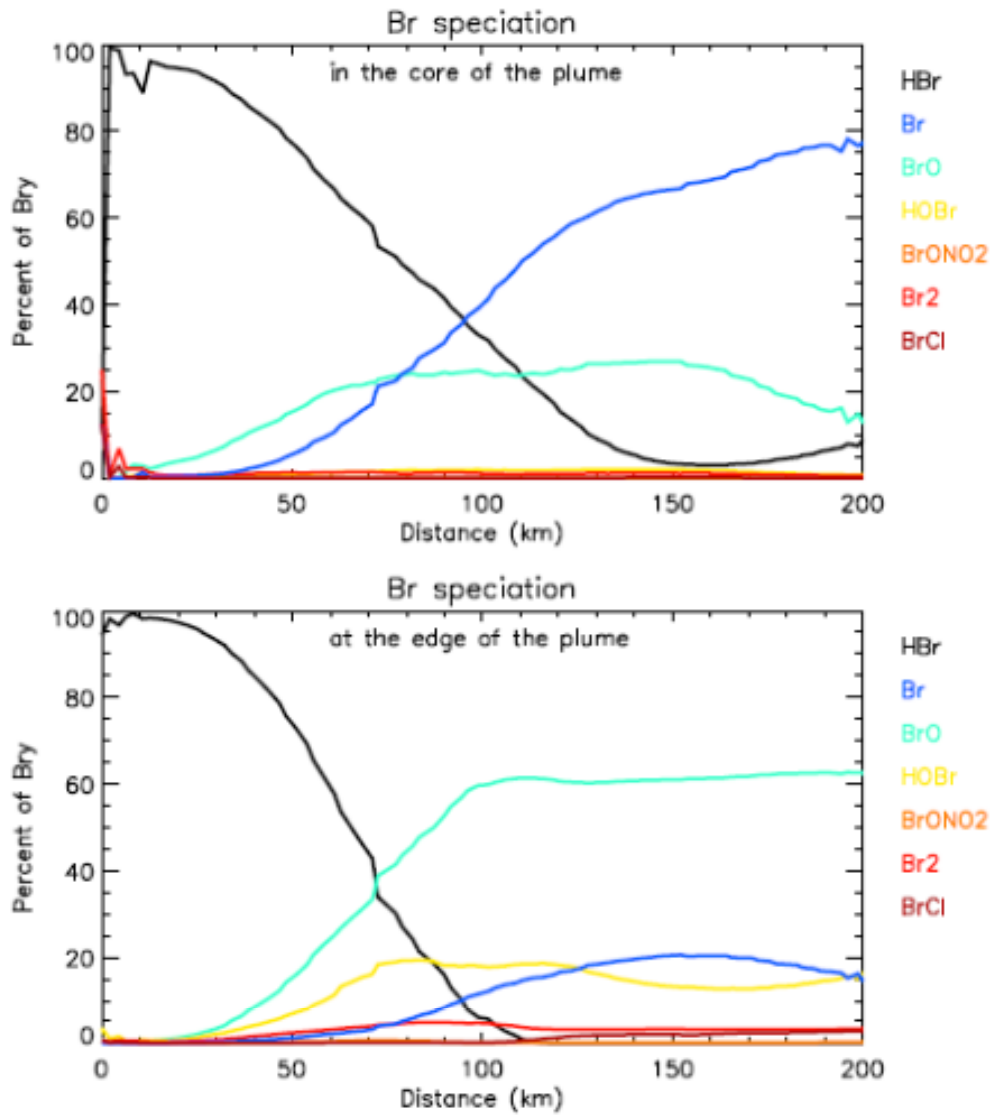 Br speciation
in the core of the plume
Percent of Bry
100
80
60
40
20
0
0 50 100 150 200
Distance (km)
HBr
Br
BrO
HOBr
BrONO2
Br2
BrCl
Br speciation
at the edge of the plume
Percent of Bry
100
80
60
40
20
0
0 50 100 150 200
Distance (km)
HBr
Br
BrO
HOBr
BrONO2
Br2
BrCl